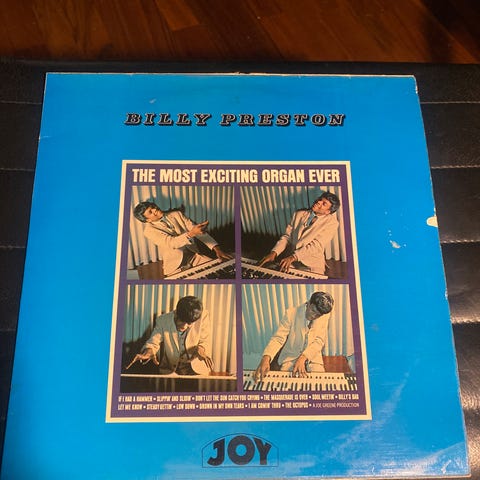 BILLY PRESTON
THE MOST EXCITING ORGAN EVER
IF I HAD A HAMMER • SLIPPIN' AND SLIDIN' • DON'T LET THE SUN CATCH YOU CRYING • THE MASQUERADE IS OVER • SOUL MEETIN' • BILLY'S BAG
LET ME KNOW • STEADY GETTIN' • LOW DOWN • DROWN IN MY OWN TEARS • I AM COMIN' THRU • THE OCTOPUS • A JOE GREENE PRODUCTION
JOY